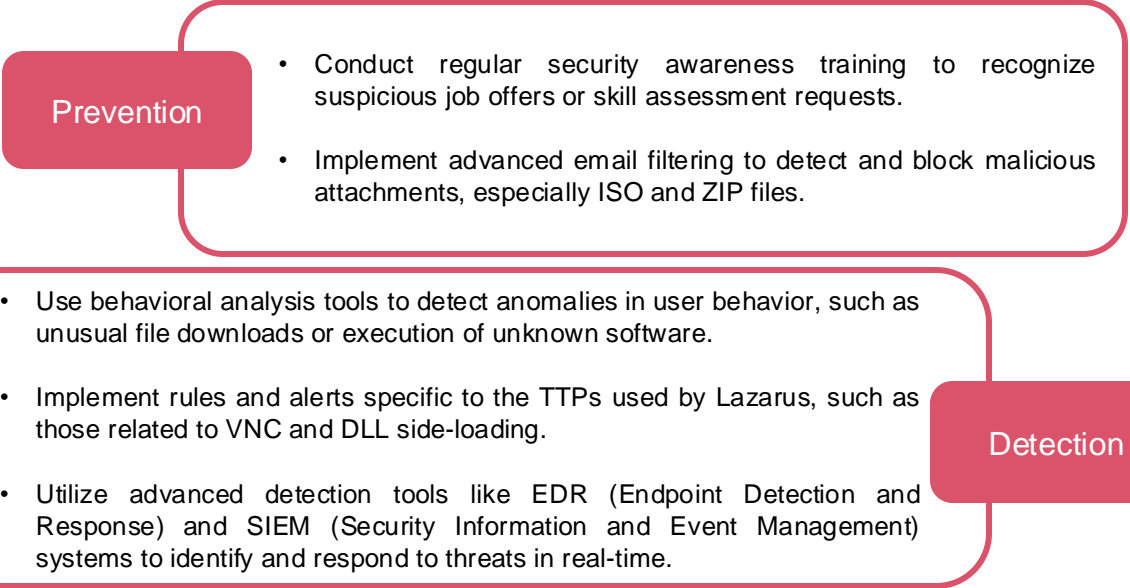 Prevention
• Conduct regular security awareness training to recognize
suspicious job offers or skill assessment requests.
• Implement advanced email filtering to detect and block malicious
attachments, especially ISO and ZIP files.
• Use behavioral analysis tools to detect anomalies in user behavior, such as
unusual file downloads or execution of unknown software.
• Implement rules and alerts specific to the TTPs used by Lazarus, such as
those related to VNC and DLL side-loading.
• Utilize advanced detection tools like EDR (Endpoint Detection and
Response) and SIEM (Security Information and Event Management)
systems to identify and respond to threats in real-time.
Detection